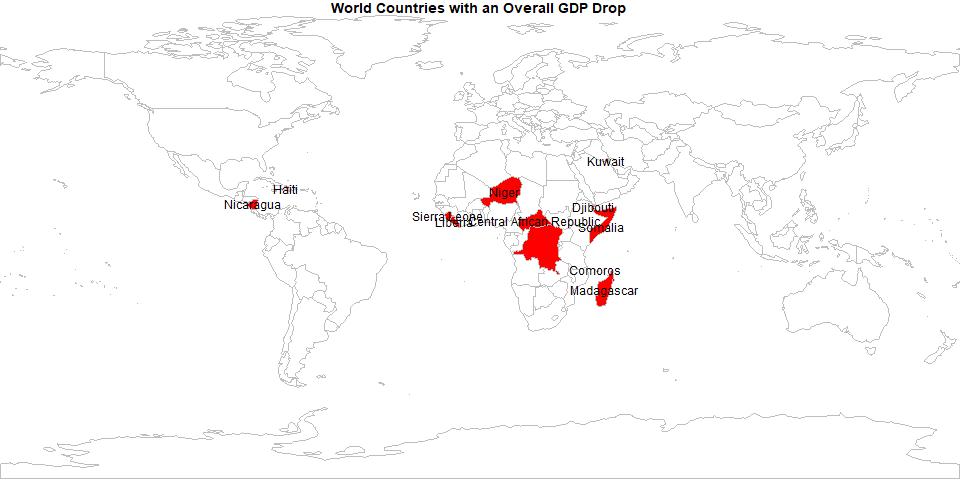 World Countries with an Overall GDP Drop
Kuwait
Haiti
Niger
Nicaragua
Djibouti
Sierra Leone
Liberia
Central African Republic
Somalia
Comoros
Madagascar